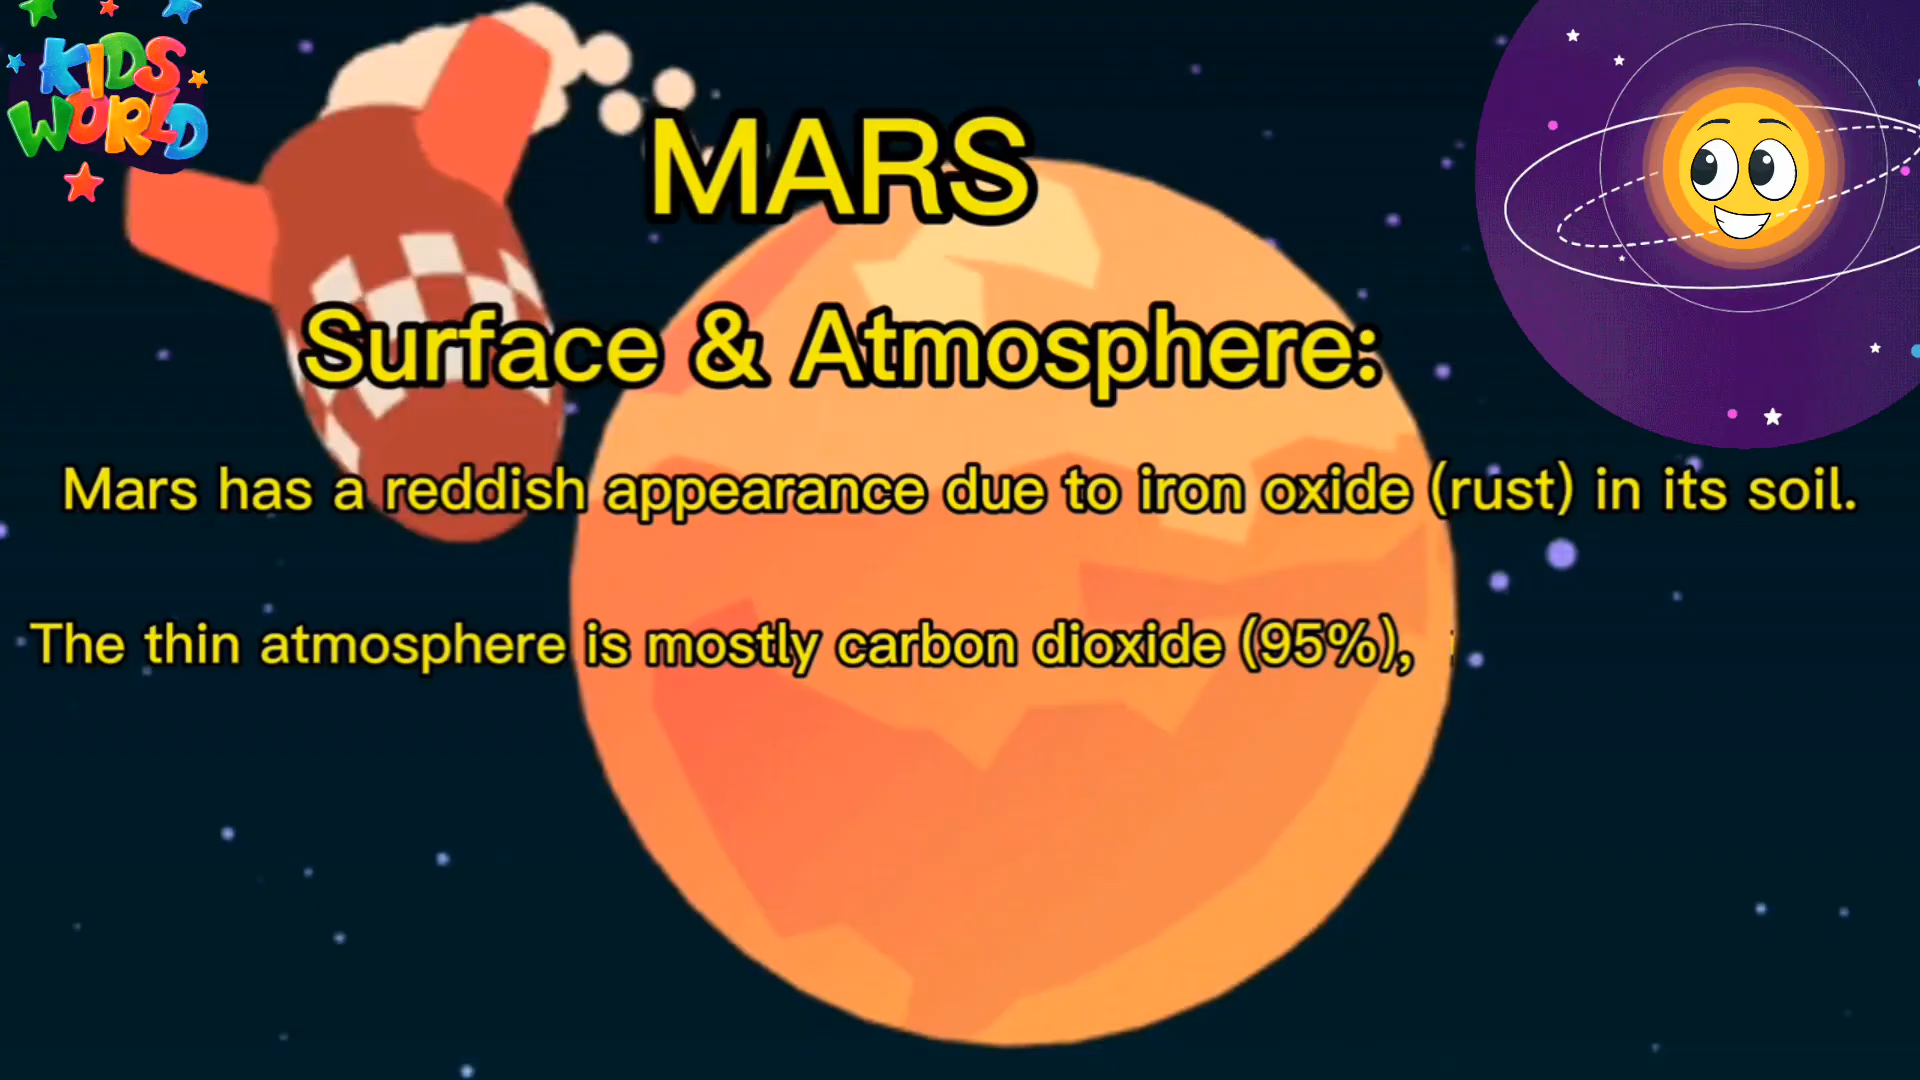 KIDS
WORLD
MARS
Surface & Atmosphere:
Mars has a reddish appearance due to iron oxide (rust) in its soil.
The thin atmosphere is mostly carbon dioxide (95%),